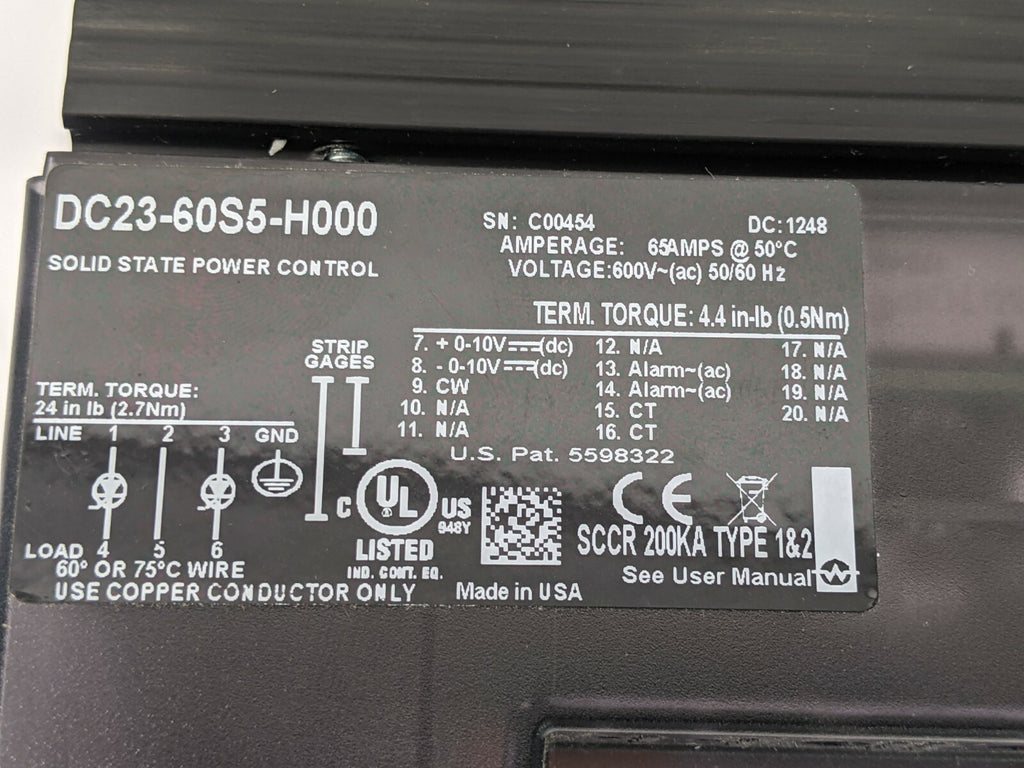 DC23-60S5-H000
SOLID STATE POWER CONTROL
SN: C00454 DC:1248
AMPERAGE: 65AMPS @ 50°C
VOLTAGE:600V~(ac) 50/60 Hz
TERM. TORQUE: 4.4 in-lb (0.5Nm)
7. + 0-10V⎓(dc) 12. N/A 17. N/A
8. - 0-10V⎓(dc) 13. Alarm~(ac) 18. N/A
9. CW 14. Alarm~(ac) 19. N/A
10. N/A 15. CT 20. N/A
11. N/A 16. CT
U.S. Pat. 5598322
STRIP
GAGES
TERM. TORQUE:
24 in lb (2.7Nm)
LINE 1 2 3 GND
LOAD 4 5 6
60° OR 75°C WIRE
USE COPPER CONDUCTOR ONLY
C UL US
948Y
LISTED
IND. CONT. EQ.
Made in USA
CE
SCCR 200KA TYPE 1&2
See User Manual
W